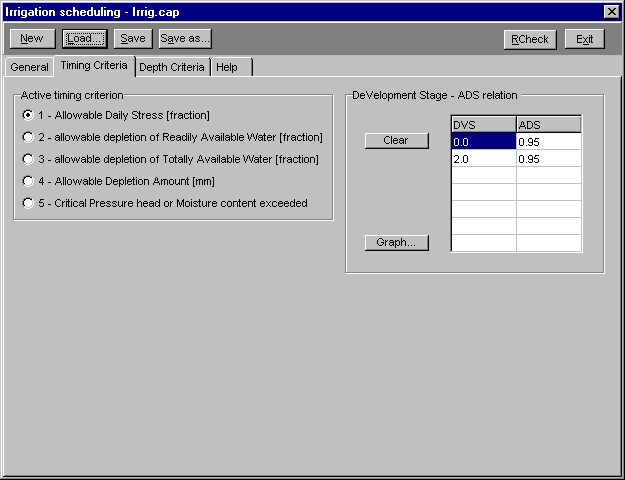 Irrigation scheduling - Irrig.cap
New Load... Save Save as... RCheck Exit
General Timing Criteria Depth Criteria Help
Active timing criterion
1 - Allowable Daily Stress [fraction]
2 - allowable depletion of Readily Available Water [fraction]
3 - allowable depletion of Totally Available Water [fraction]
4 - Allowable Depletion Amount [mm]
5 - Critical Pressure head or Moisture content exceeded
DeVelopment Stage - ADS relation
Clear
Graph...
DVS ADS
0.0 0.95
2.0 0.95